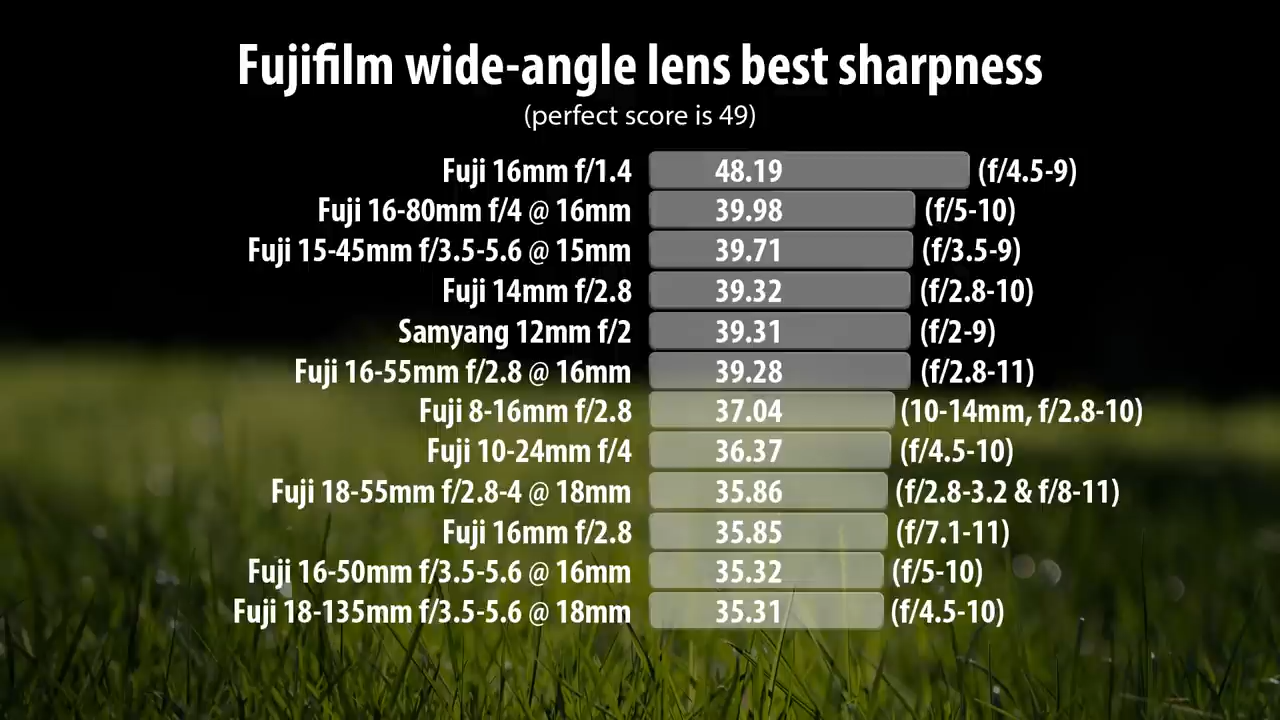 Fujifilm wide-angle lens best sharpness
(perfect score is 49)
Fuji 16mm f/1.4 48.19 (f/4.5-9)
Fuji 16-80mm f/4 @ 16mm 39.98 (f/5-10)
Fuji 15-45mm f/3.5-5.6 @ 15mm 39.71 (f/3.5-9)
Fuji 14mm f/2.8 39.32 (f/2.8-10)
Samyang 12mm f/2 39.31 (f/2-9)
Fuji 16-55mm f/2.8 @ 16mm 39.28 (f/2.8-11)
Fuji 8-16mm f/2.8 37.04 (10-14mm, f/2.8-10)
Fuji 10-24mm f/4 36.37 (f/4.5-10)
Fuji 18-55mm f/2.8-4 @ 18mm 35.86 (f/2.8-3.2 & f/8-11)
Fuji 16mm f/2.8 35.85 (f/7.1-11)
Fuji 16-50mm f/3.5-5.6 @ 16mm 35.32 (f/5-10)
Fuji 18-135mm f/3.5-5.6 @ 18mm 35.31 (f/4.5-10)